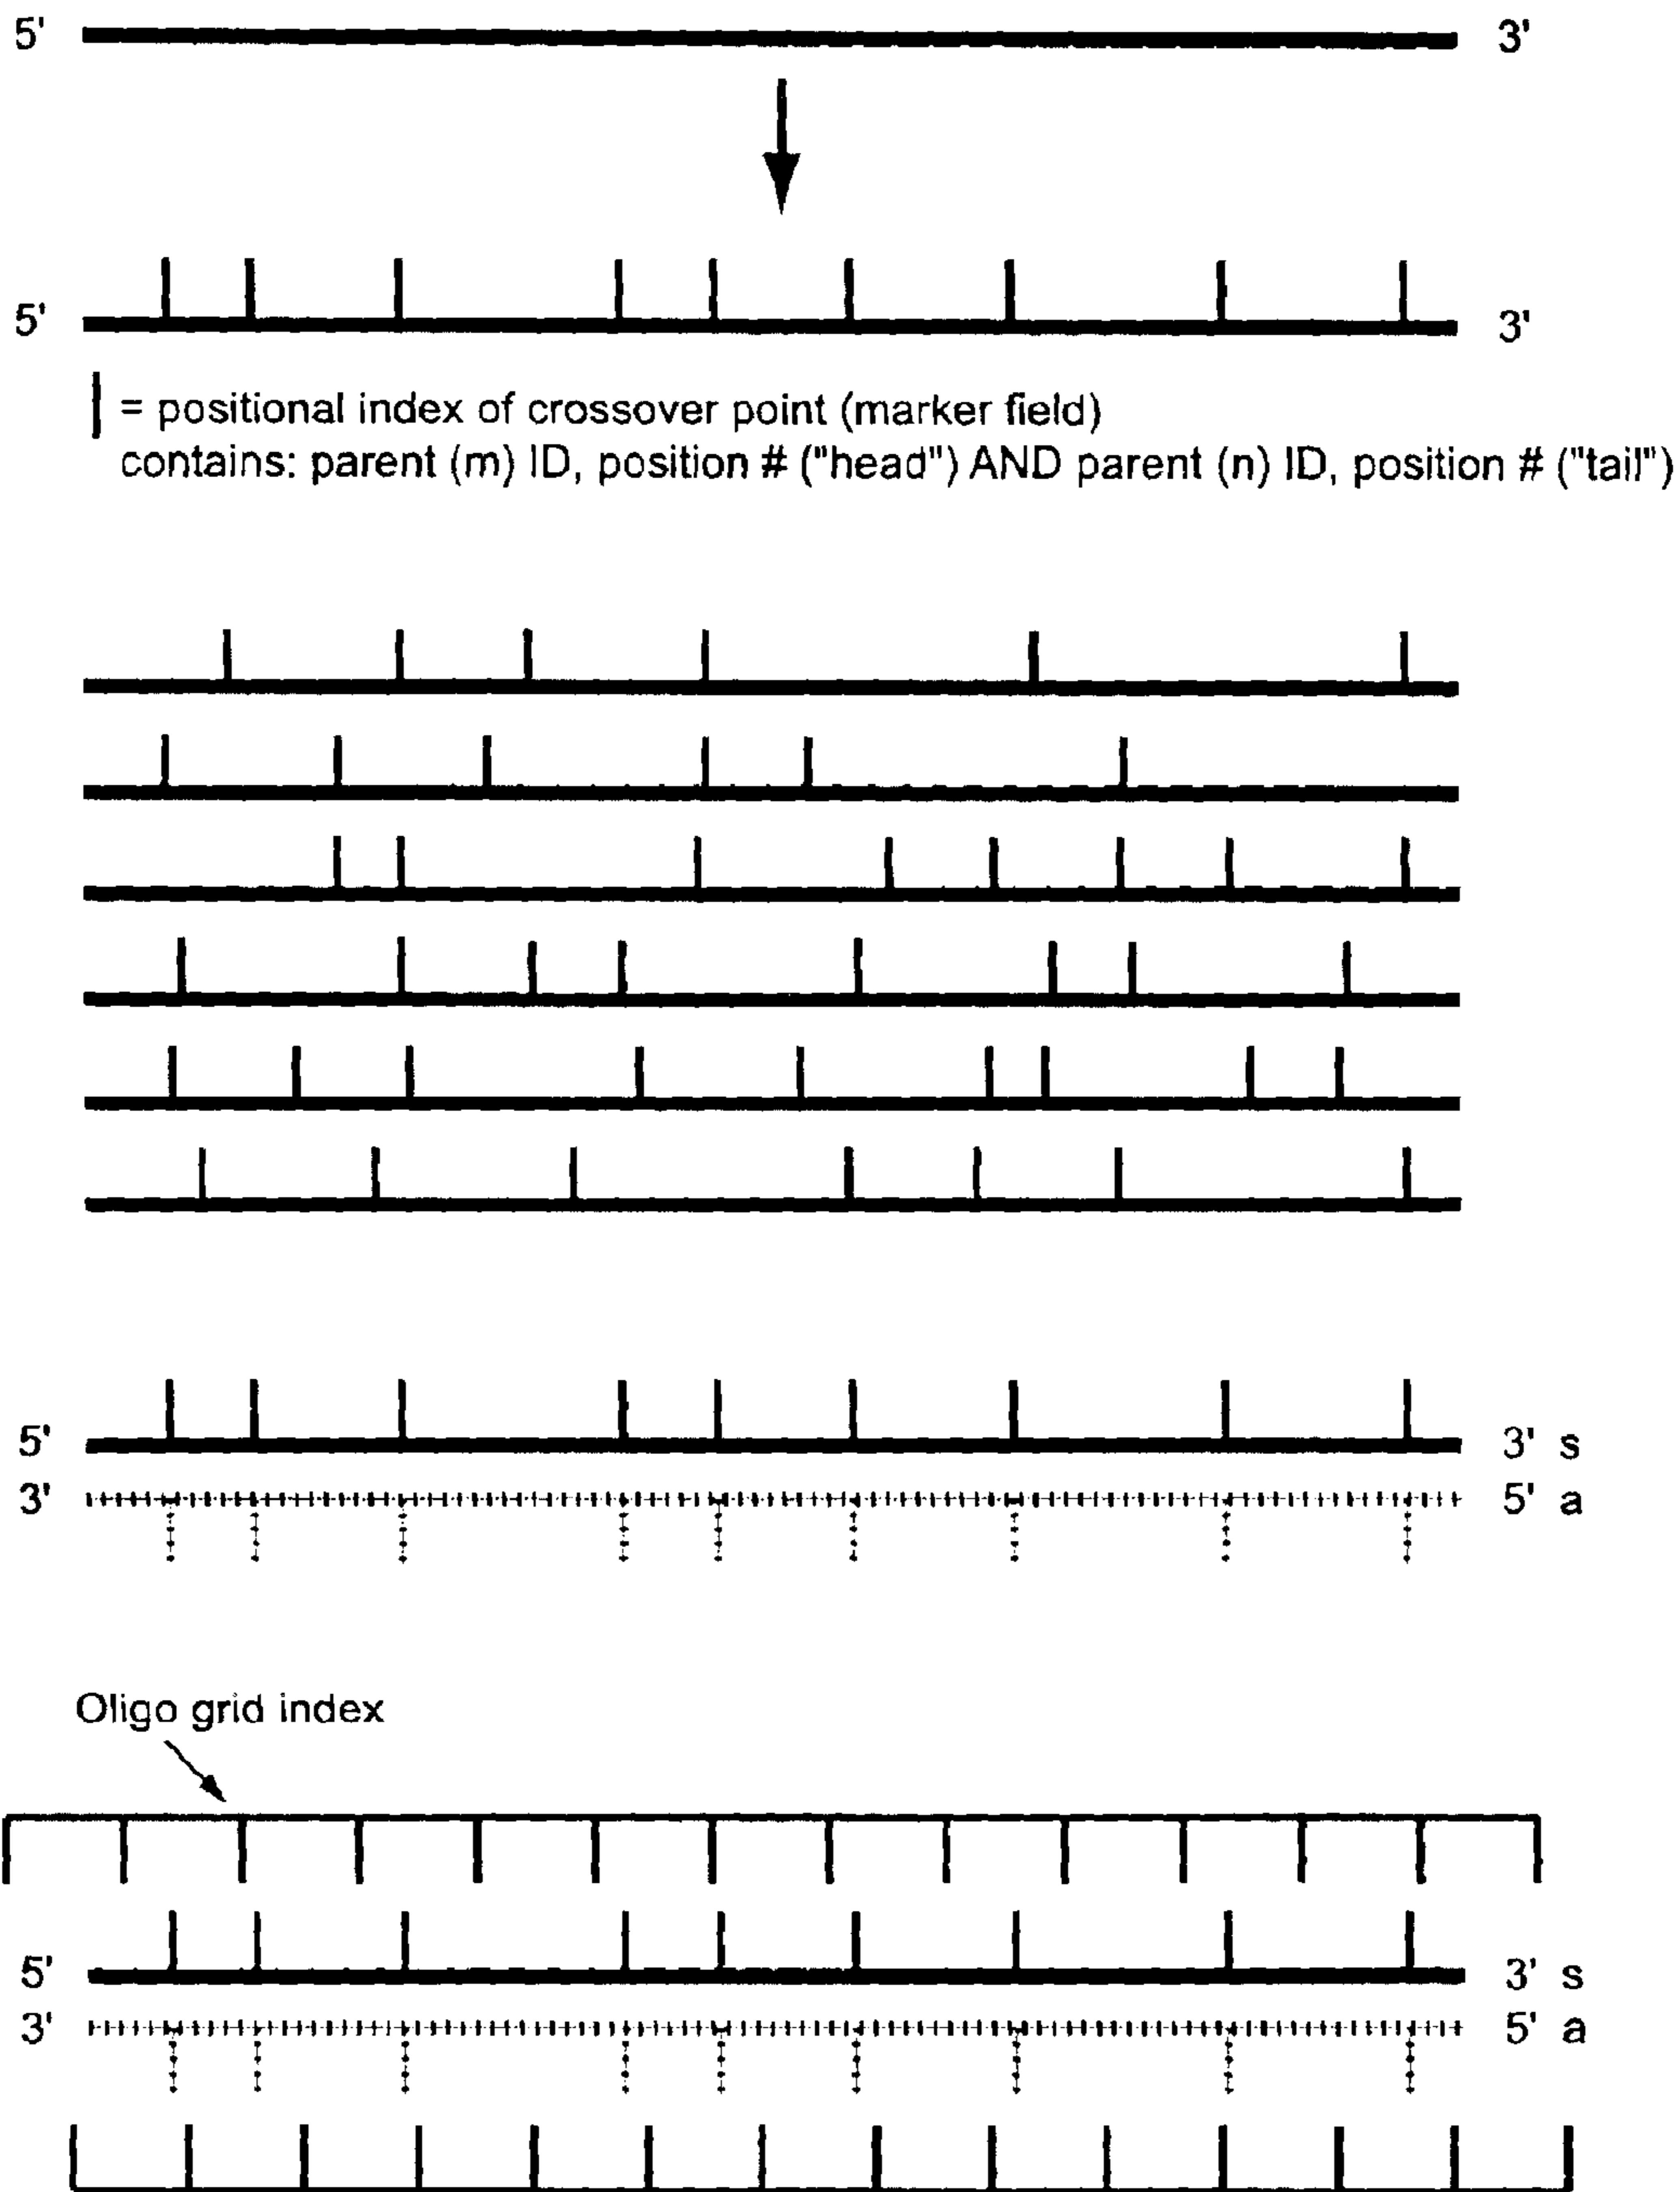 5' 3'
5' 3'
= positional index of crossover point (marker field)
contains: parent (m) ID, position # ("head") AND parent (n) ID, position # ("tail")
5' 3' s
3' 5' a
Oligo grid index
5' 3' s
3' 5' a